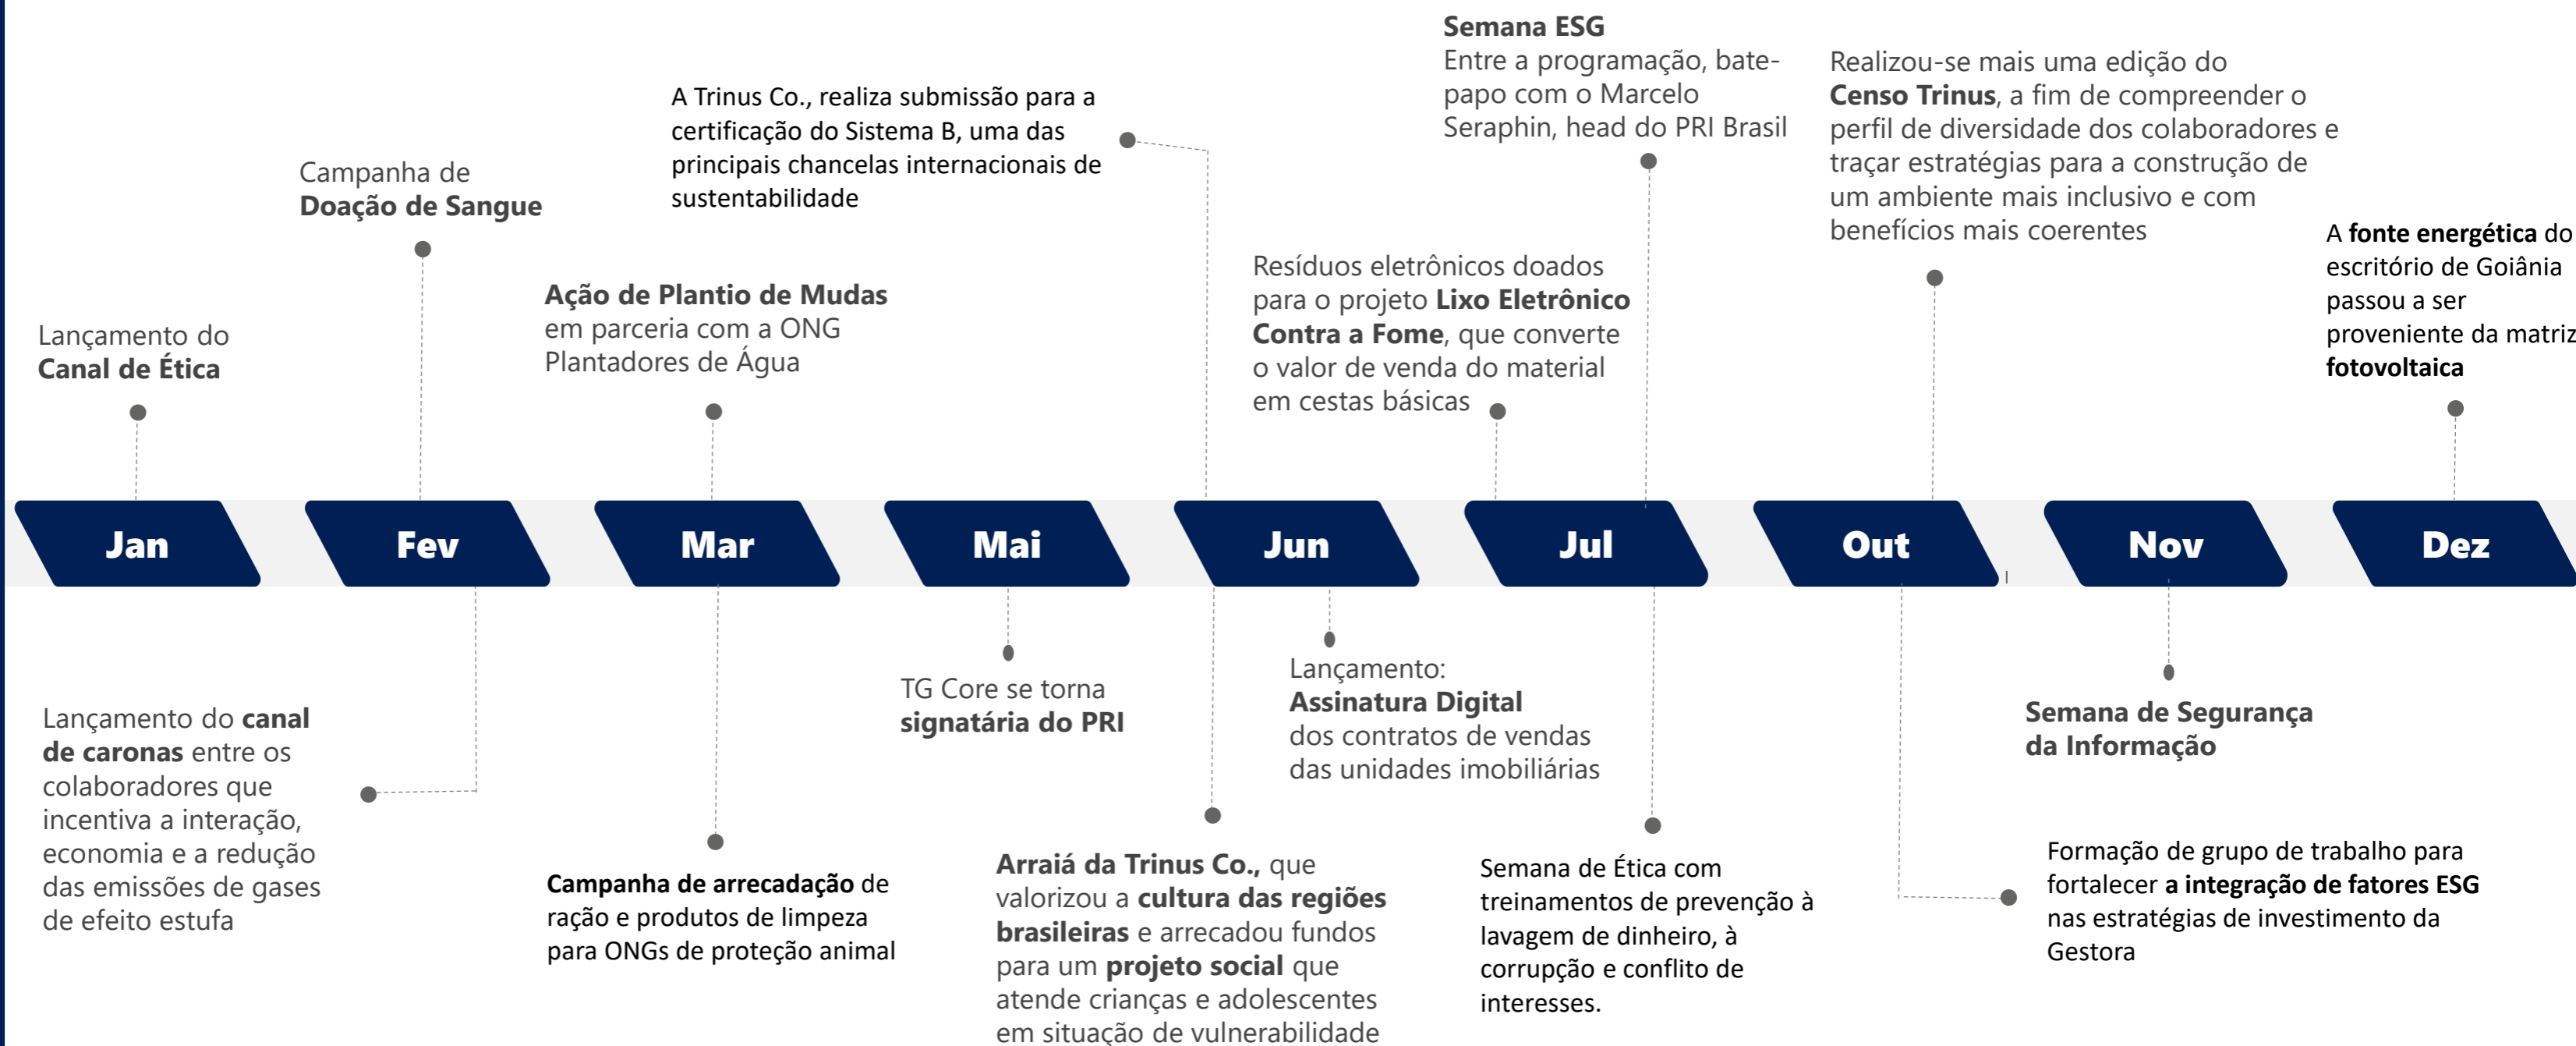 Semana ESG
Entre a programação, bate-
papo com o Marcelo
Seraphin, head do PRI Brasil
Realizou-se mais uma edição do
Censo Trinus, a fim de compreender o
perfil de diversidade dos colaboradores e
traçar estratégias para a construção de
um ambiente mais inclusivo e com
benefícios mais coerentes
A Trinus Co., realiza submissão para a
certificação do Sistema B, uma das
principais chancelas internacionais de
sustentabilidade
Campanha de
Doação de Sangue
A fonte energética do
escritório de Goiânia
passou a ser
proveniente da matriz
fotovoltaica
Resíduos eletrônicos doados
para o projeto Lixo Eletrônico
Contra a Fome, que converte
o valor de venda do material
em cestas básicas
Ação de Plantio de Mudas
em parceria com a ONG
Plantadores de Água
Lançamento do
Canal de Ética
Jan
Fev
Mar
Mai
Jun
Jul
Out
Nov
Dez
Lançamento do canal
de caronas entre os
colaboradores que
incentiva a interação,
economia e a redução
das emissões de gases
de efeito estufa
Campanha de arrecadação de
ração e produtos de limpeza
para ONGs de proteção animal
TG Core se torna
signatária do PRI
Arraiá da Trinus Co., que
valorizou a cultura das regiões
brasileiras e arrecadou fundos
para um projeto social que
atende crianças e adolescentes
em situação de vulnerabilidade
Lançamento:
Assinatura Digital
dos contratos de vendas
das unidades imobiliárias
Semana de Ética com
treinamentos de prevenção à
lavagem de dinheiro, à
corrupção e conflito de
interesses.
Semana de Segurança
da Informação
Formação de grupo de trabalho para
fortalecer a integração de fatores ESG
nas estratégias de investimento da
Gestora